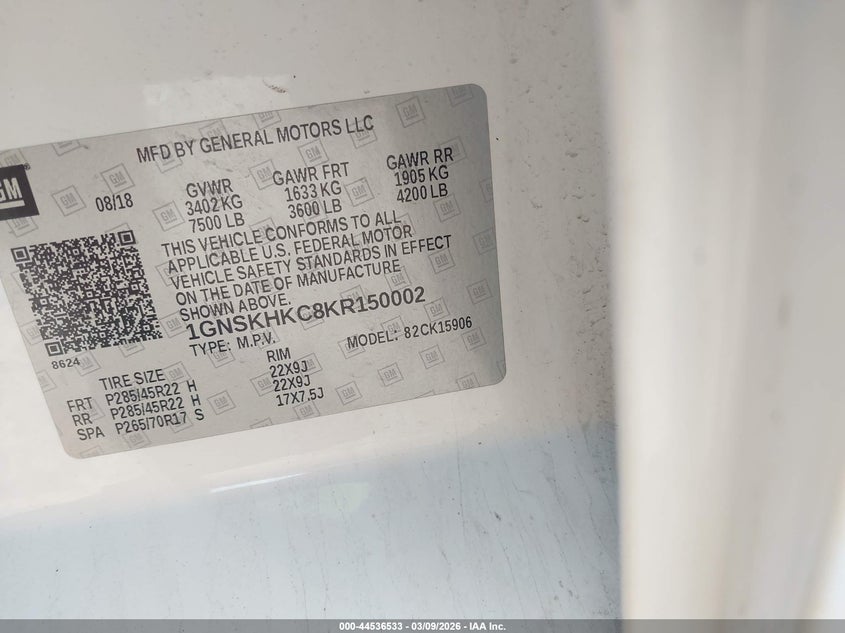 MFD BY GENERAL MOTORS LLC
GM
08/18
GVWR GAWR FRT GAWR RR
3402 KG 1633 KG 1905 KG
7500 LB 3600 LB 4200 LB
THIS VEHICLE CONFORMS TO ALL
APPLICABLE U.S. FEDERAL MOTOR
VEHICLE SAFETY STANDARDS IN EFFECT
ON THE DATE OF MANUFACTURE
SHOWN ABOVE.
1GNSKHKC8KR150002
TYPE: M.P.V. MODEL: 82CK15906
8624
TIRE SIZE RIM
FRT P285/45R22 H 22X9J
RR P285/45R22 H 22X9J
SPA P265/70R17 S 17X7.5J
000-44536533 - 03/09/2026 - IAA Inc.